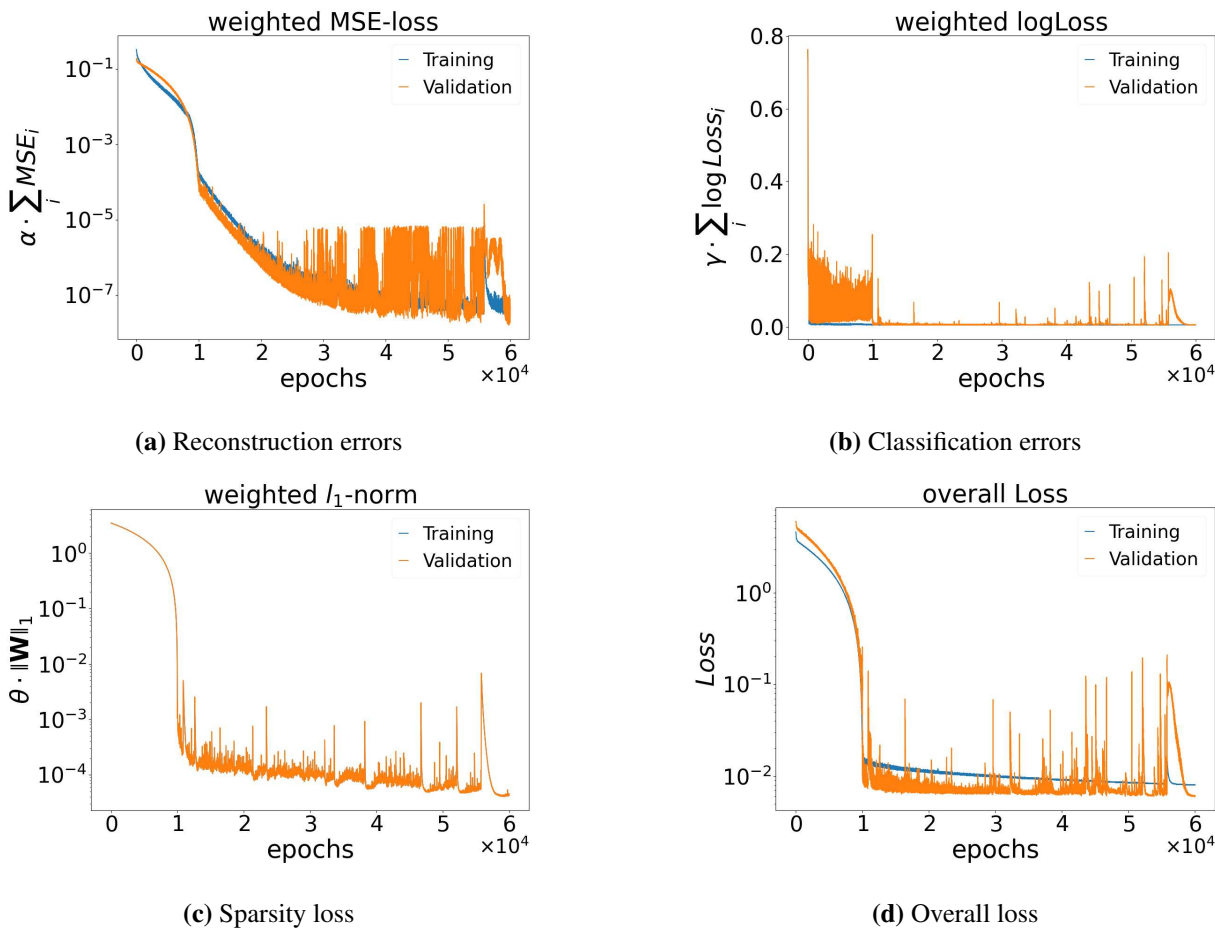 weighted MSE-loss
α · ∑_i MSE_i
10^−1
10^−3
10^−5
10^−7
Training
Validation
0 1 2 3 4 5 6
×10^4
epochs
(a) Reconstruction errors
weighted logLoss
γ · ∑_i log Loss_i
0.8
0.6
0.4
0.2
0.0
Training
Validation
0 1 2 3 4 5 6
×10^4
epochs
(b) Classification errors
weighted l_1-norm
θ · ‖W‖_1
10^0
10^−1
10^−2
10^−3
10^−4
Training
Validation
0 1 2 3 4 5 6
×10^4
epochs
(c) Sparsity loss
overall Loss
Loss
10^0
10^−1
10^−2
Training
Validation
0 1 2 3 4 5 6
×10^4
epochs
(d) Overall loss